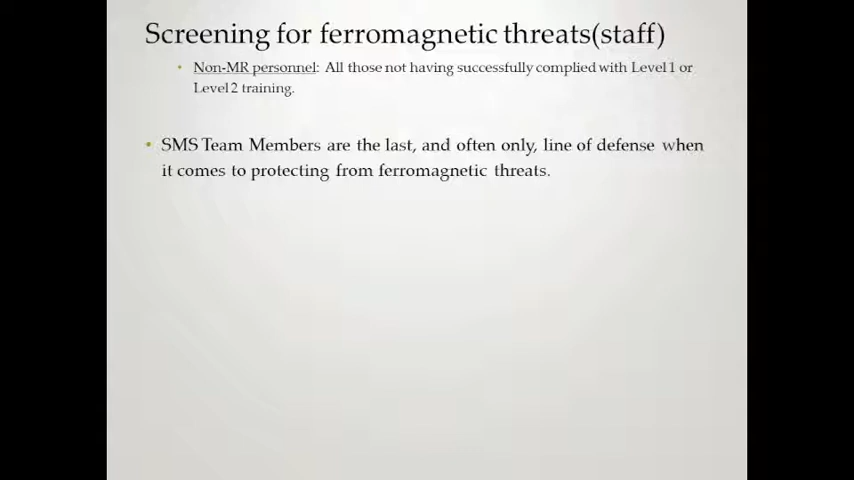 Screening for ferromagnetic threats(staff)
• Non-MR personnel: All those not having successfully complied with Level 1 or
Level 2 training.
• SMS Team Members are the last, and often only, line of defense when
it comes to protecting from ferromagnetic threats.